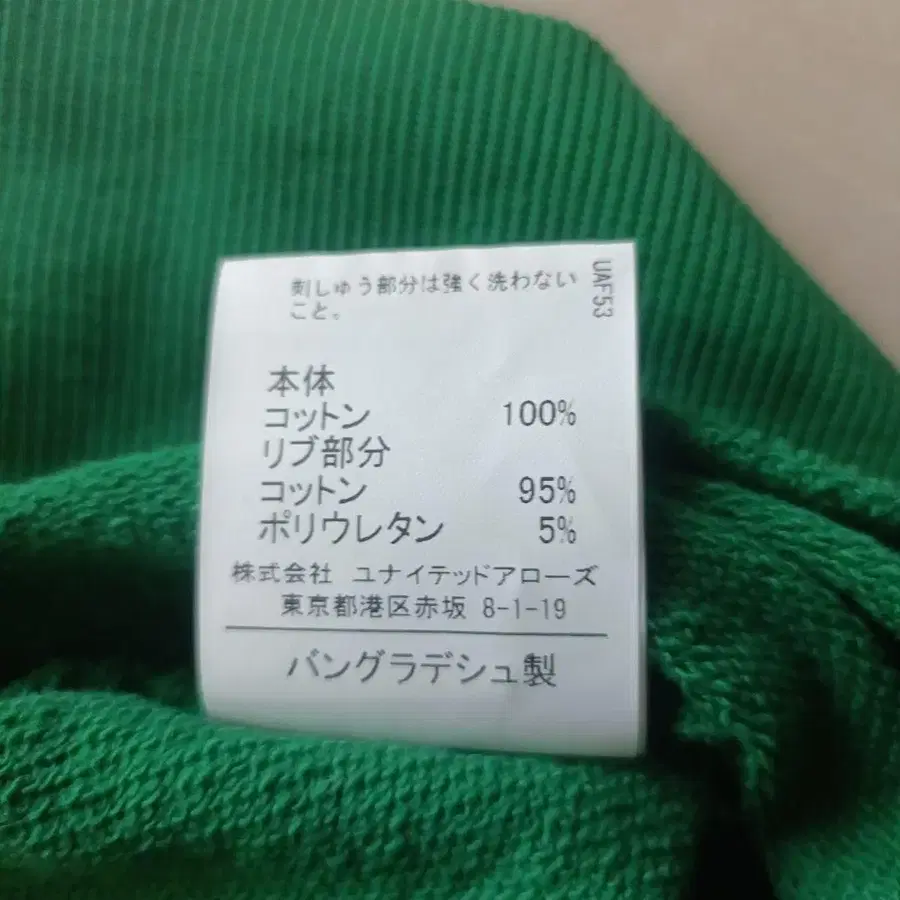 刺しゅう部分は強く洗わない
こと。
UAF53
本体
コットン 100%
リブ部分
コットン 95%
ポリウレタン 5%
株式会社 ユナイテッドアローズ
東京都港区赤坂 8-1-19
バングラデシュ製